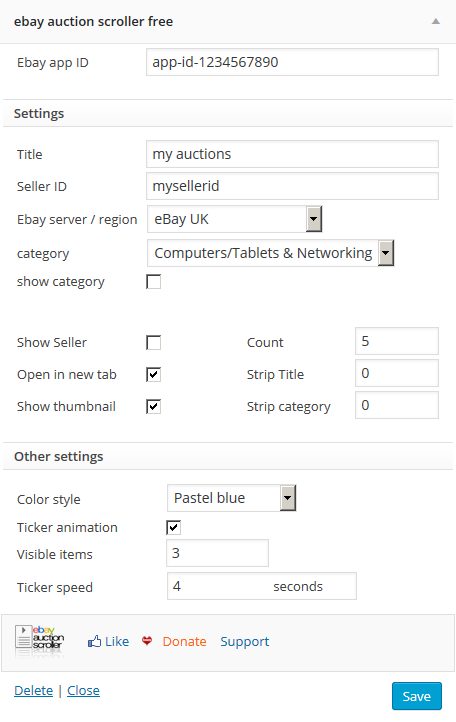 ebay auction scroller free
Ebay app ID app-id-1234567890
Settings
Title my auctions
Seller ID mysellerid
Ebay server / region eBay UK
category Computers/Tablets & Networking
show category
Show Seller Count 5
Open in new tab Strip Title 0
Show thumbnail Strip category 0
Other settings
Color style Pastel blue
Ticker animation
Visible items 3
Ticker speed 4 seconds
ebay
auction
scroller
Like Donate Support
Delete | Close
Save